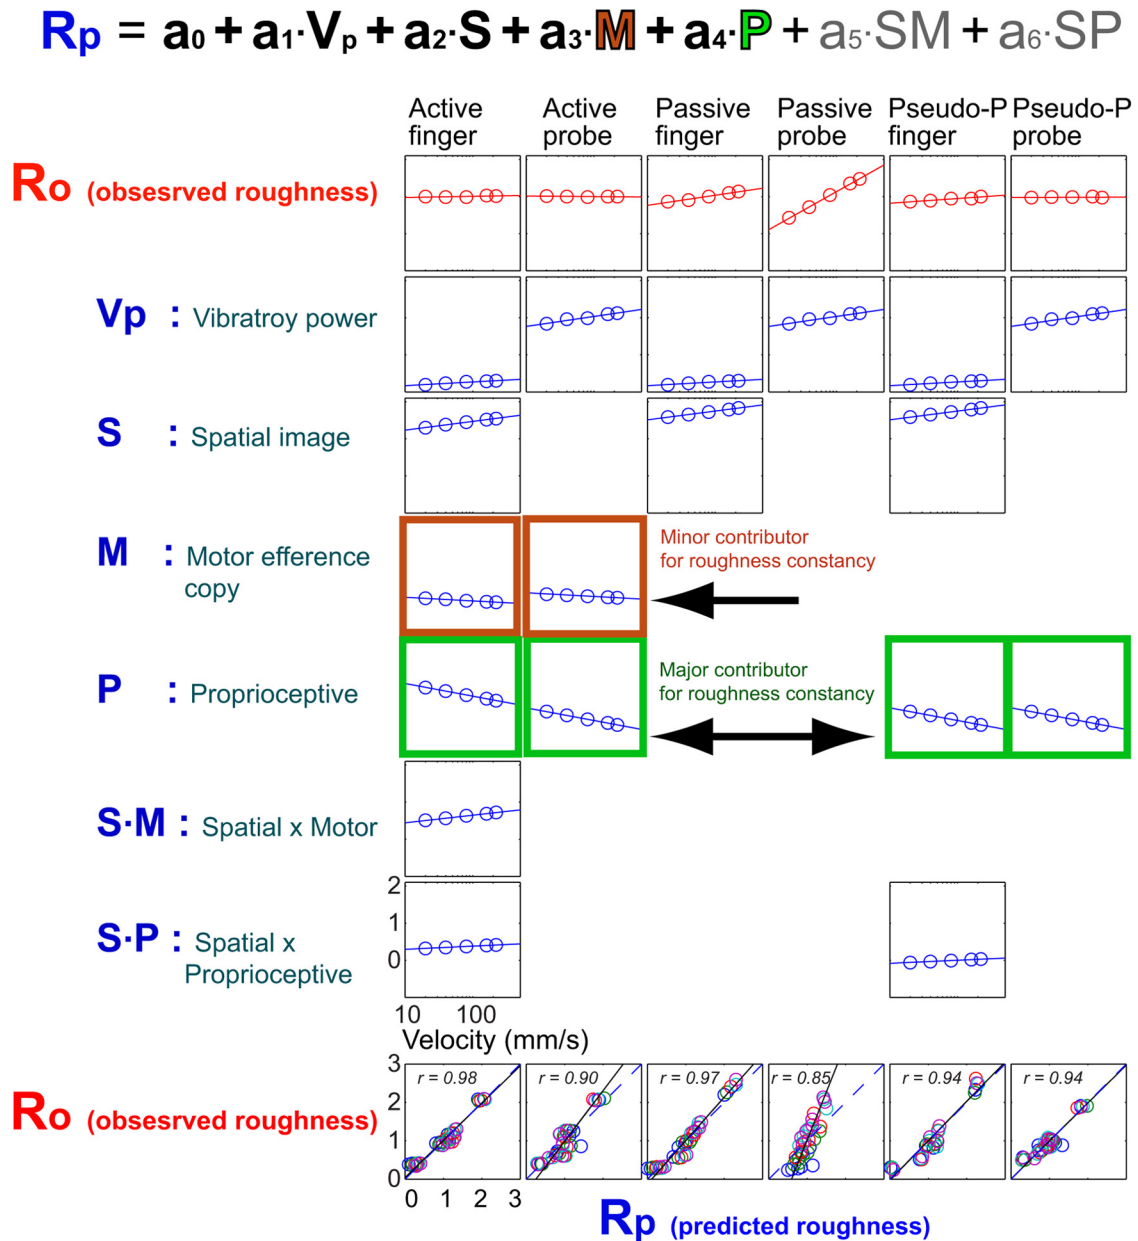 Rp = a0 + a1·Vp + a2·S + a3·M + a4·P + a5·SM + a6·SP
Active finger
Active probe
Passive finger
Passive probe
Pseudo-P finger
Pseudo-P probe
Ro (obsesrved roughness)
Vp : Vibratroy power
S : Spatial image
M : Motor efference
copy
Minor contributor
for roughness constancy
P : Proprioceptive
Major contributor
for roughness constancy
S·M : Spatial x Motor
S·P : Spatial x
Proprioceptive
2
1
0
10 100
Velocity (mm/s)
Ro (obsesrved roughness)
3
2
1
0
r = 0.98
r = 0.90
r = 0.97
r = 0.85
r = 0.94
r = 0.94
0 1 2 3
Rp (predicted roughness)